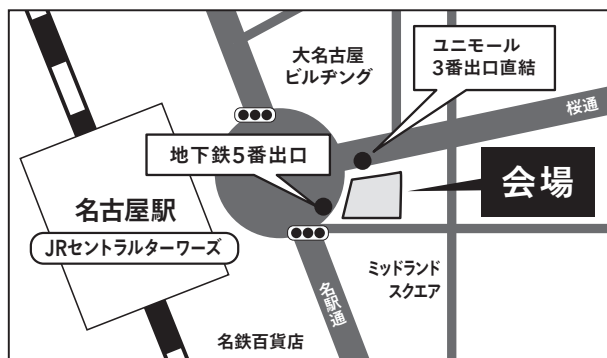 大名古屋
ビルヂング
ユニモール
3番出口直結
桜通
地下鉄5番出口
会場
名古屋駅
JRセントラルターワーズ
ミッドランド
スクエア
名駅通
名鉄百貨店